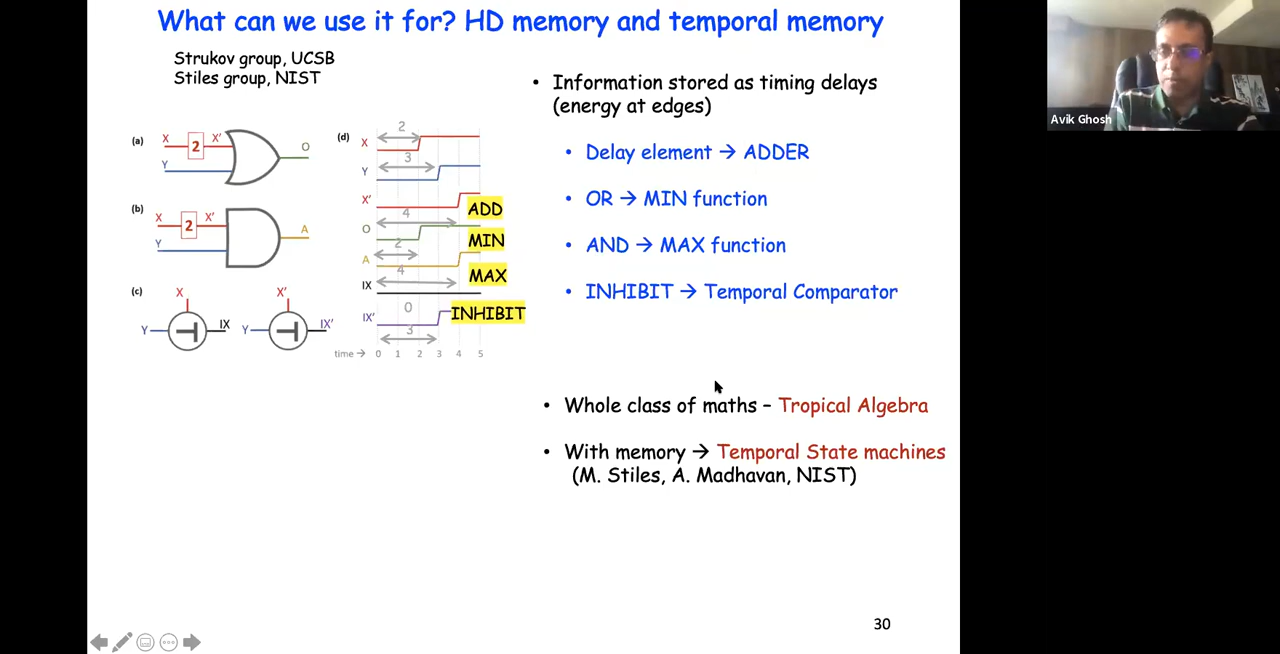 What can we use it for? HD memory and temporal memory
Strukov group, UCSB
Stiles group, NIST
(a)
X
2
X'
Y
O
(b)
X
2
X'
Y
A
(c)
X
Y
IX
X'
Y
IX'
(d)
2
X
3
Y
X'
4
ADD
O
2
MIN
A
4
MAX
IX
0
IX'
INHIBIT
3
time → 0 1 2 3 4 5
• Information stored as timing delays
(energy at edges)
• Delay element → ADDER
• OR → MIN function
• AND → MAX function
• INHIBIT → Temporal Comparator
• Whole class of maths – Tropical Algebra
• With memory → Temporal State machines
(M. Stiles, A. Madhavan, NIST)
30
Avik Ghosh